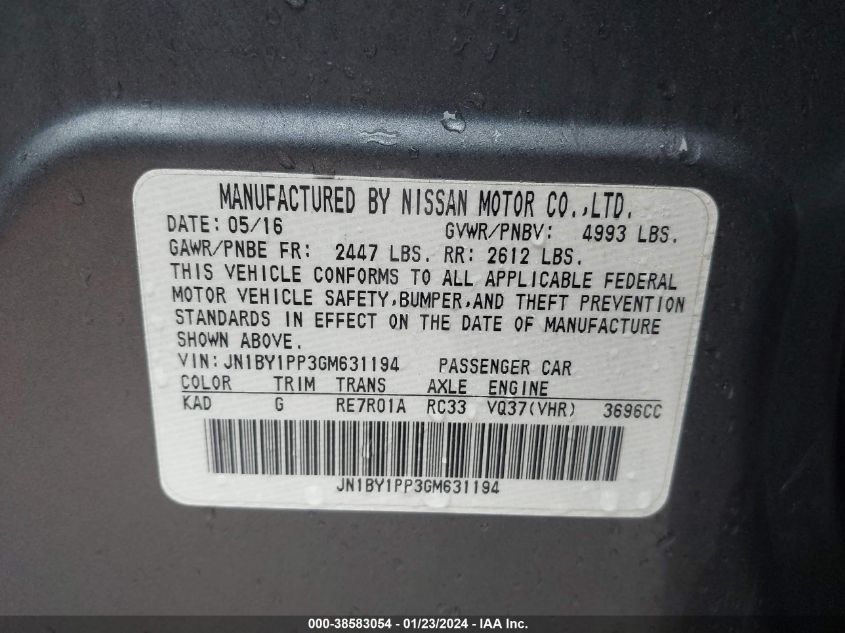 MANUFACTURED BY NISSAN MOTOR CO.,LTD.
DATE: 05/16 GVWR/PNBV: 4993 LBS.
GAWR/PNBE FR: 2447 LBS. RR: 2612 LBS.
THIS VEHICLE CONFORMS TO ALL APPLICABLE FEDERAL
MOTOR VEHICLE SAFETY,BUMPER,AND THEFT PREVENTION
STANDARDS IN EFFECT ON THE DATE OF MANUFACTURE
SHOWN ABOVE.
VIN:JN1BY1PP3GM631194 PASSENGER CAR
COLOR TRIM TRANS AXLE ENGINE
KAD G RE7R01A RC33 VQ37(VHR) 3696CC
JN1BY1PP3GM631194
000-38583054 - 01/23/2024 - IAA Inc.